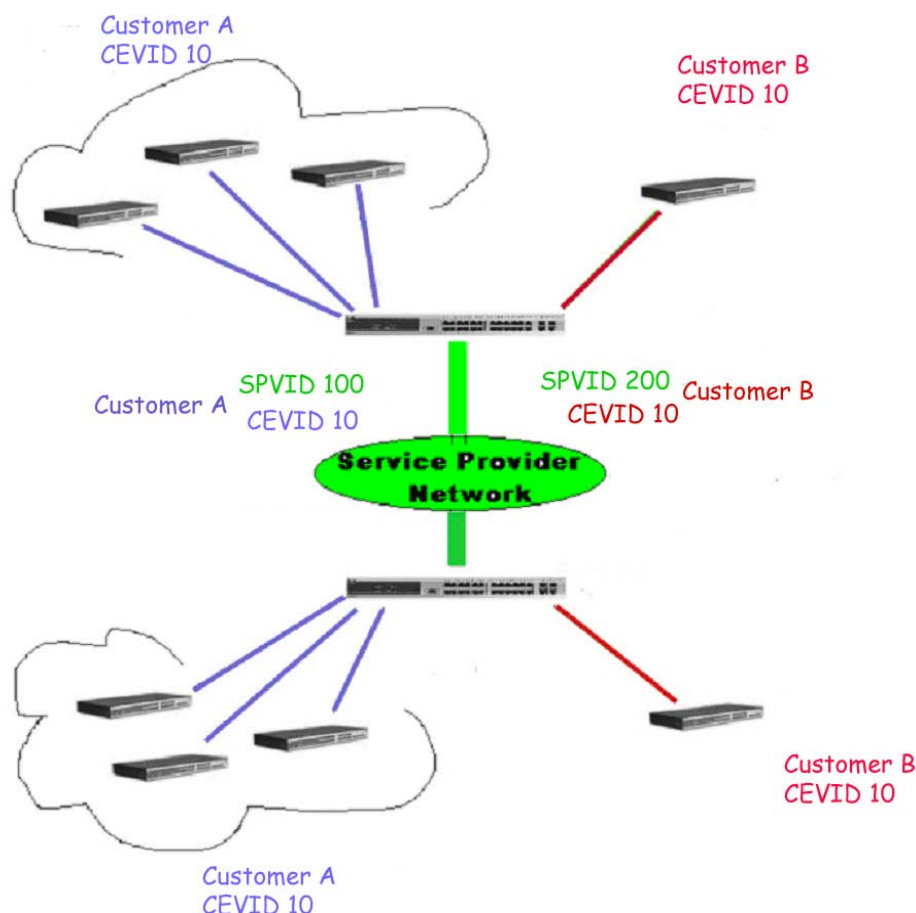 Customer A
CEVID 10
Customer B
CEVID 10
SPVID 100
Customer A
CEVID 10
SPVID 200
CEVID 10
Customer B
Service Provider
Network
Customer B
CEVID 10
Customer A
CEVID 10